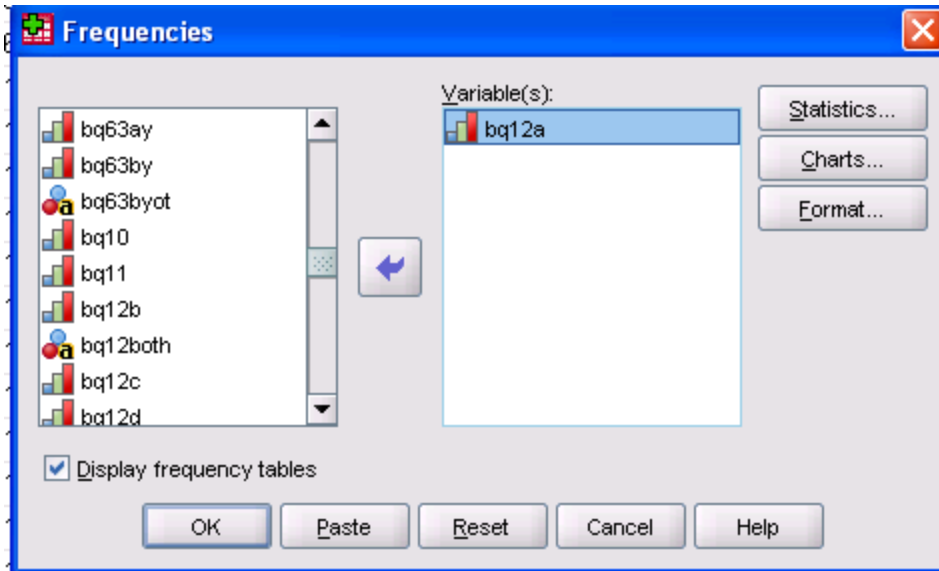 Frequencies
Variable(s):
bq63ay
bq63by
bq63byot
bq10
bq11
bq12b
bq12both
bq12c
bq12d
bq12a
Statistics...
Charts...
Format...
Display frequency tables
OK
Paste
Reset
Cancel
Help